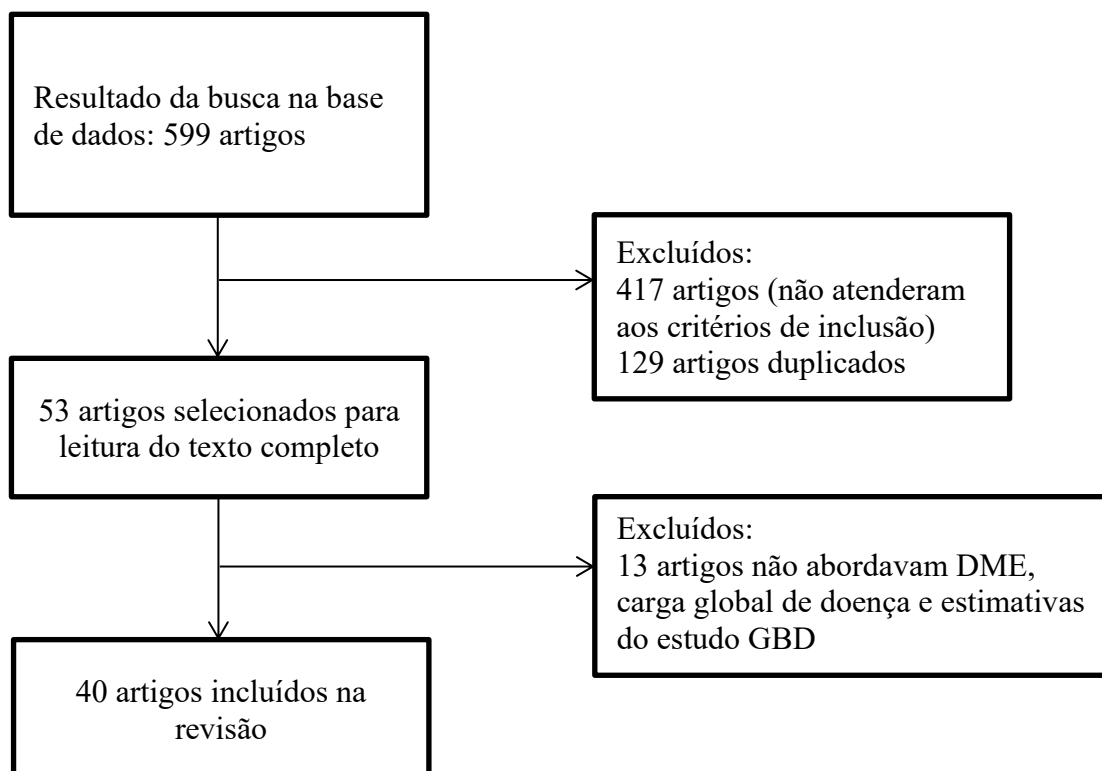 Resultado da busca na base
de dados: 599 artigos
Excluídos:
417 artigos (não atenderam
aos critérios de inclusão)
129 artigos duplicados
53 artigos selecionados para
leitura do texto completo
Excluídos:
13 artigos não abordavam DME,
carga global de doença e estimativas
do estudo GBD
40 artigos incluídos na
revisão